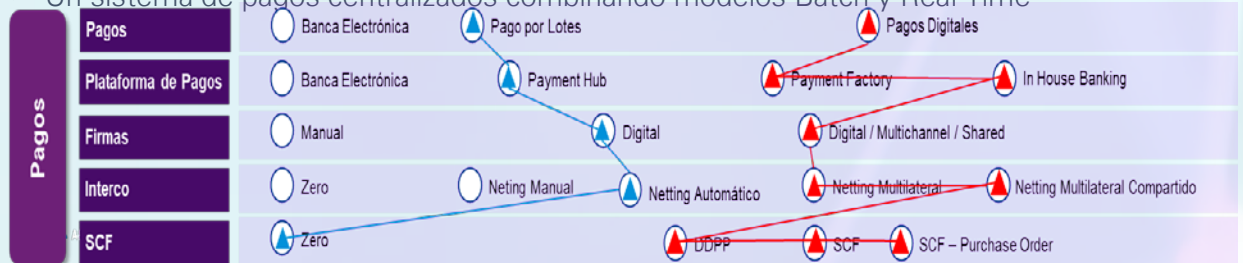 Un sistema de pagos centralizados combinando modelos Batch y Real Time
Pagos
Pagos Banca Electrónica Pago por Lotes Pagos Digitales
Plataforma de Pagos Banca Electrónica Payment Hub Payment Factory In House Banking
Firmas Manual Digital Digital / Multichannel / Shared
Interco Zero Neting Manual Netting Automático Netting Multilateral Netting Multilateral Compartido
SCF Zero DDPP SCF SCF – Purchase Order